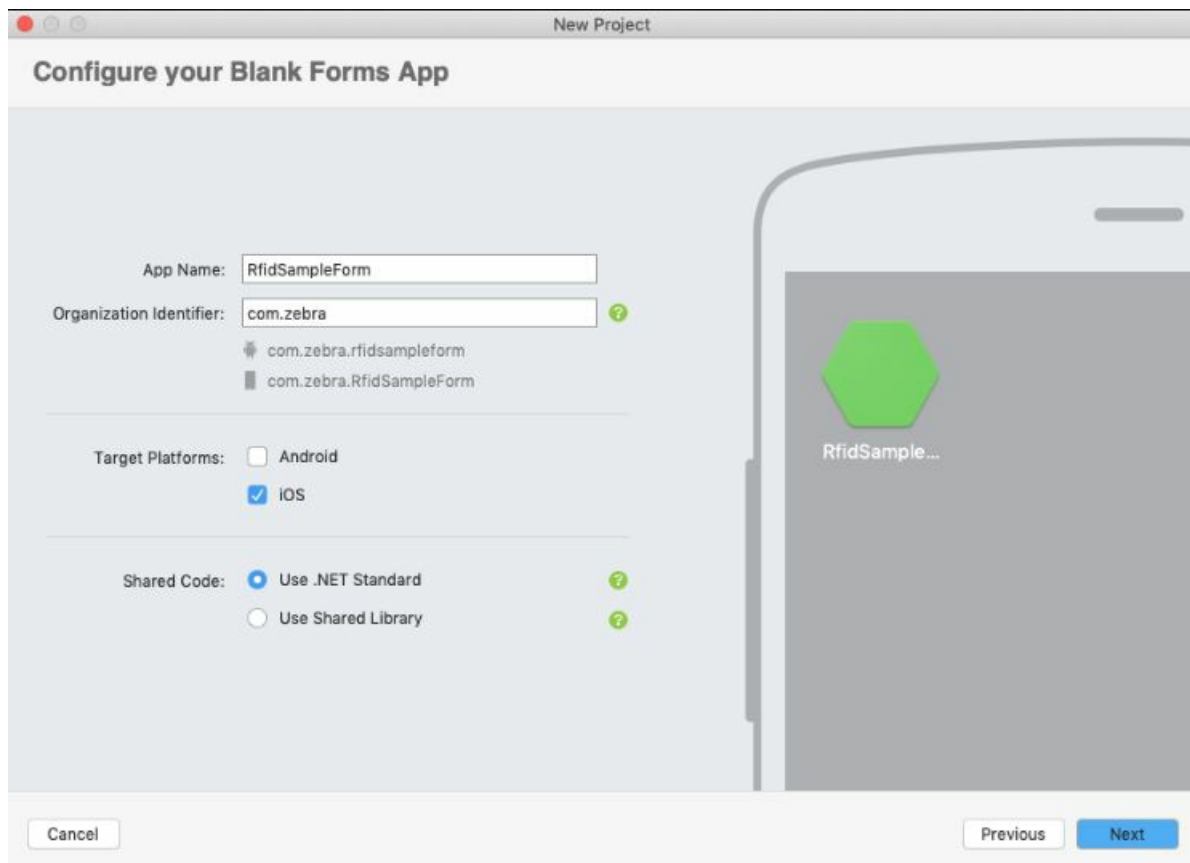 New Project
Configure your Blank Forms App
App Name: RfidSampleForm
Organization Identifier: com.zebra ?
com.zebra.rfidsampleform
com.zebra.RfidSampleForm
Target Platforms: Android
iOS
RfidSample...
Shared Code: Use .NET Standard ?
Use Shared Library ?
Cancel Previous Next